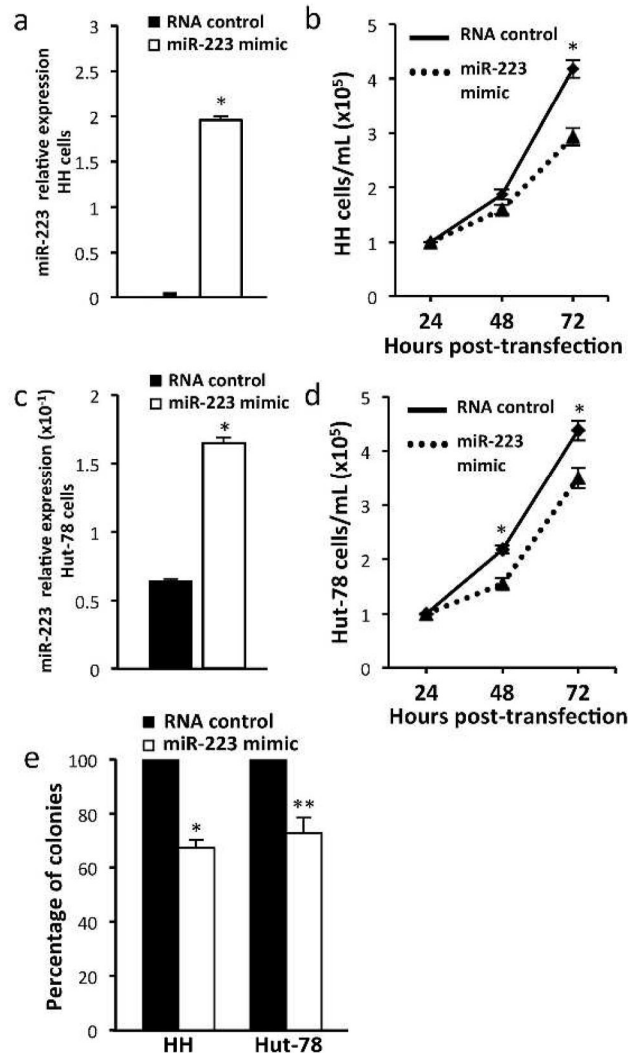 a
RNA control
miR-223 mimic
miR-223 relative expression
HH cells
3
2.5
2
1.5
1
0.5
0
*
b
RNA control
miR-223
mimic
HH cells/mL (x10⁵)
5
4
3
2
1
0
*
24 48 72
Hours post-transfection
c
RNA control
miR-223 mimic
miR-223 relative expression (x10⁻¹)
Hut-78 cells
2
1.5
1
0.5
0
*
d
RNA control
miR-223
mimic
Hut-78 cells/mL (x10⁵)
5
4
3
2
1
0
*
*
24 48 72
Hours post-transfection
e
RNA control
miR-223 mimic
Percentage of colonies
100
80
60
40
20
0
*
**
HH Hut-78